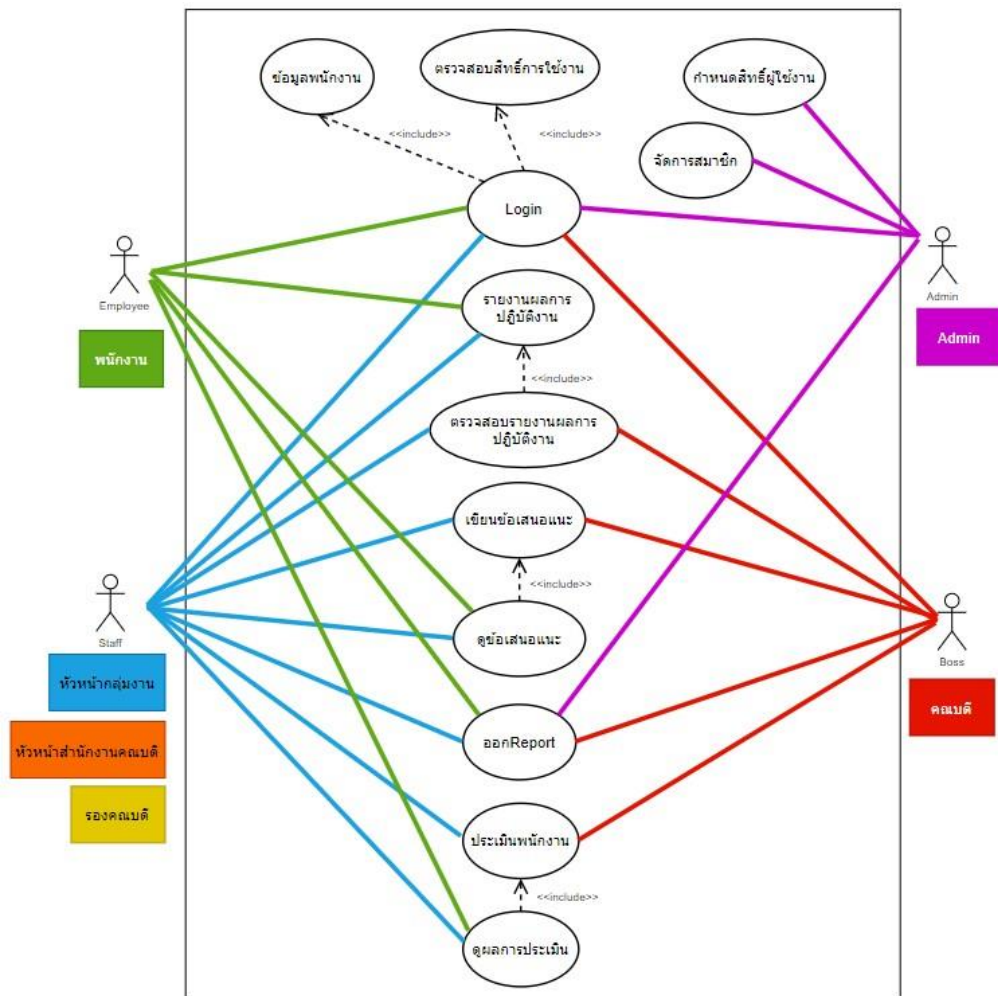 ข้อมูลพนักงาน
ตรวจสอบสิทธิ์การใช้งาน
กำหนดสิทธิ์ผู้ใช้งาน
<<include>>
<<include>>
จัดการสมาชิก
Login
Employee
พนักงาน
Admin
Admin
รายงานผลการ
ปฏิบัติงาน
<<include>>
ตรวจสอบรายงานผลการ
ปฏิบัติงาน
เขียนข้อเสนอแนะ
<<include>>
Staff
หัวหน้ากลุ่มงาน
หัวหน้าสำนักงานคณบดี
รองคณบดี
ดูข้อเสนอแนะ
Boss
คณบดี
ออกReport
ประเมินพนักงาน
<<include>>
ดูผลการประเมิน